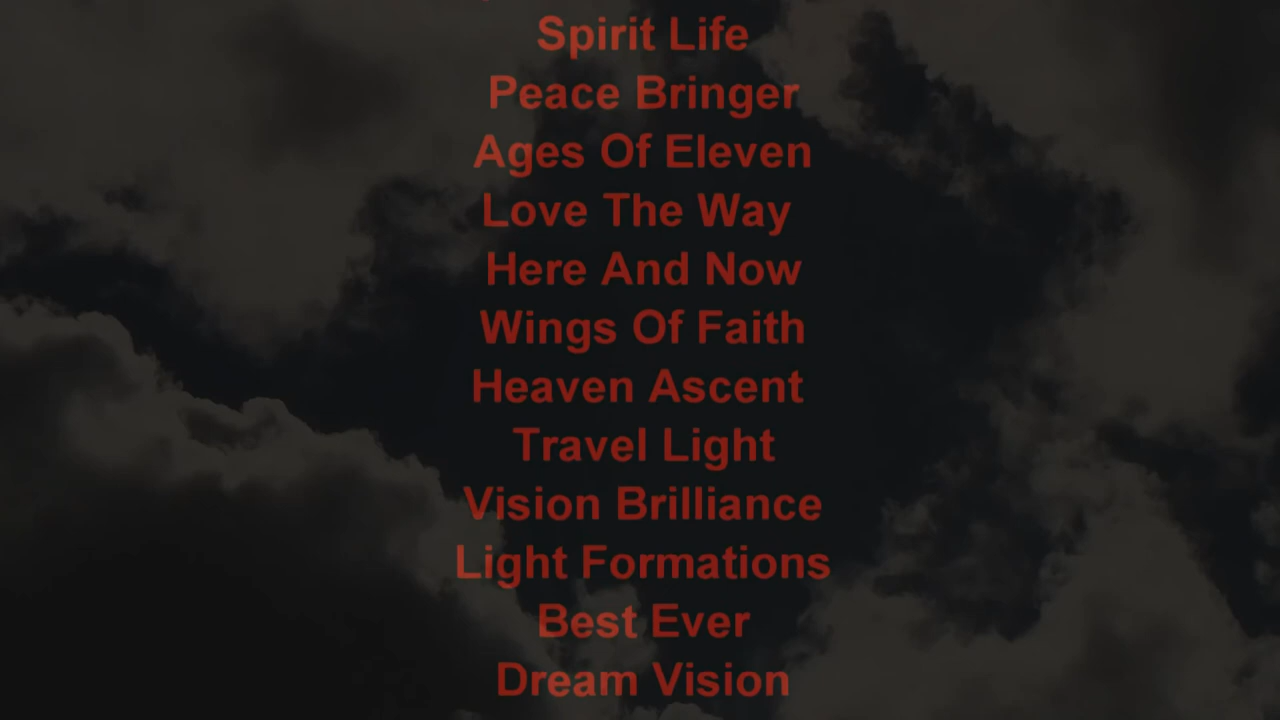 Spirit Life
Peace Bringer
Ages Of Eleven
Love The Way
Here And Now
Wings Of Faith
Heaven Ascent
Travel Light
Vision Brilliance
Light Formations
Best Ever
Dream Vision